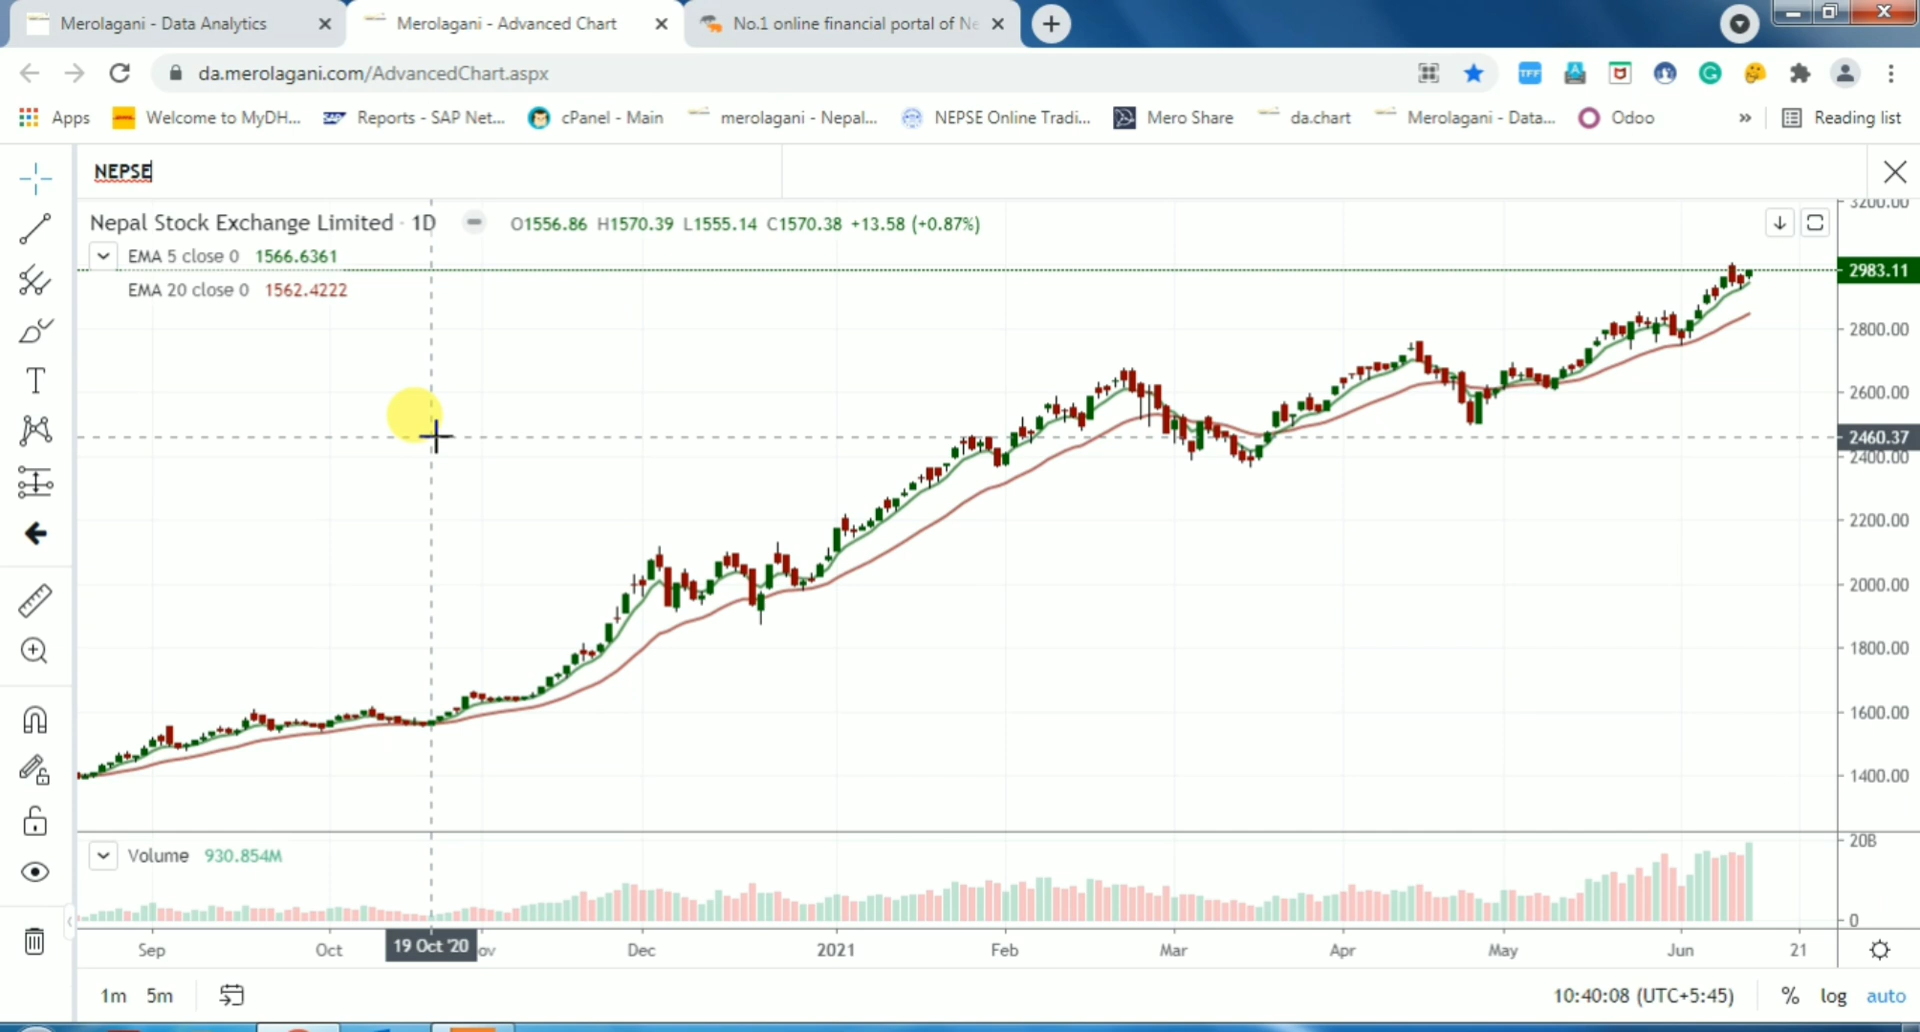 Merolagani - Data Analytics
Merolagani - Advanced Chart
No.1 online financial portal of Ne
da.merolagani.com/AdvancedChart.aspx
TFF
Apps
Welcome to MyDH...
Reports - SAP Net...
cPanel - Main
merolagani - Nepal...
NEPSE Online Tradi...
Mero Share
da.chart
Merolagani - Data...
Odoo
»
Reading list
NEPSE
Nepal Stock Exchange Limited · 1D
O1556.86 H1570.39 L1555.14 C1570.38 +13.58 (+0.87%)
EMA 5 close 0 1566.6361
EMA 20 close 0 1562.4222
3200.00
2983.11
2800.00
2600.00
2460.37
2400.00
2200.00
2000.00
1800.00
1600.00
1400.00
Volume 930.854M
20B
0
Sep
Oct
19 Oct '20
ov
Dec
2021
Feb
Mar
Apr
May
Jun
21
1m 5m
10:40:08 (UTC+5:45)
% log auto